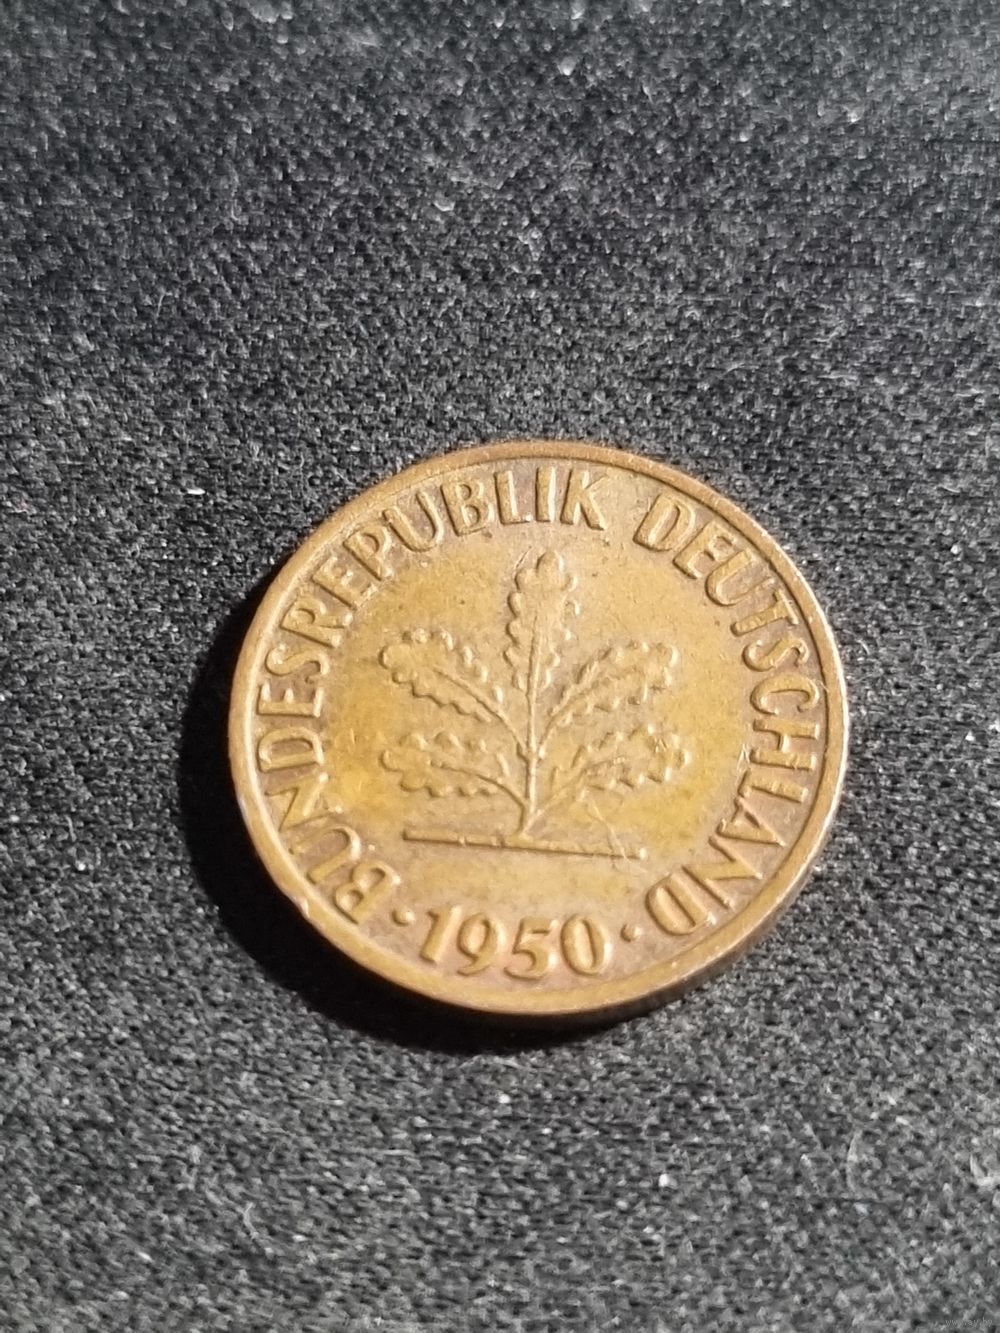 · BUNDESREPUBLIK DEUTSCHLAND ·
1950